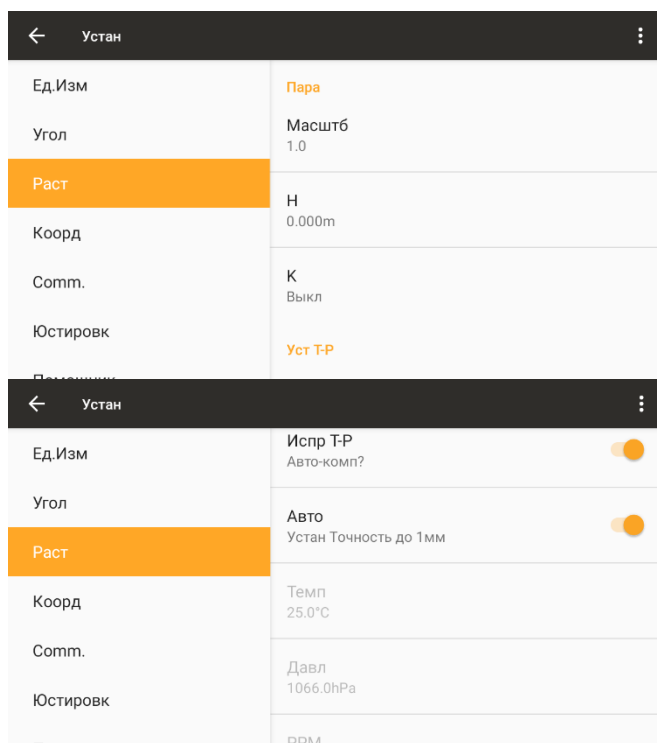 Устан
Ед.Изм
Угол
Раст
Коорд
Comm.
Юстировк
Помощник
Пара
Масштб
1.0
H
0.000m
K
Выкл
Уст Т-Р
Устан
Ед.Изм
Угол
Раст
Коорд
Comm.
Юстировк
Испр Т-Р
Авто-комп?
Авто
Устан Точность до 1мм
Темп
25.0°C
Давл
1066.0hPa
PPM